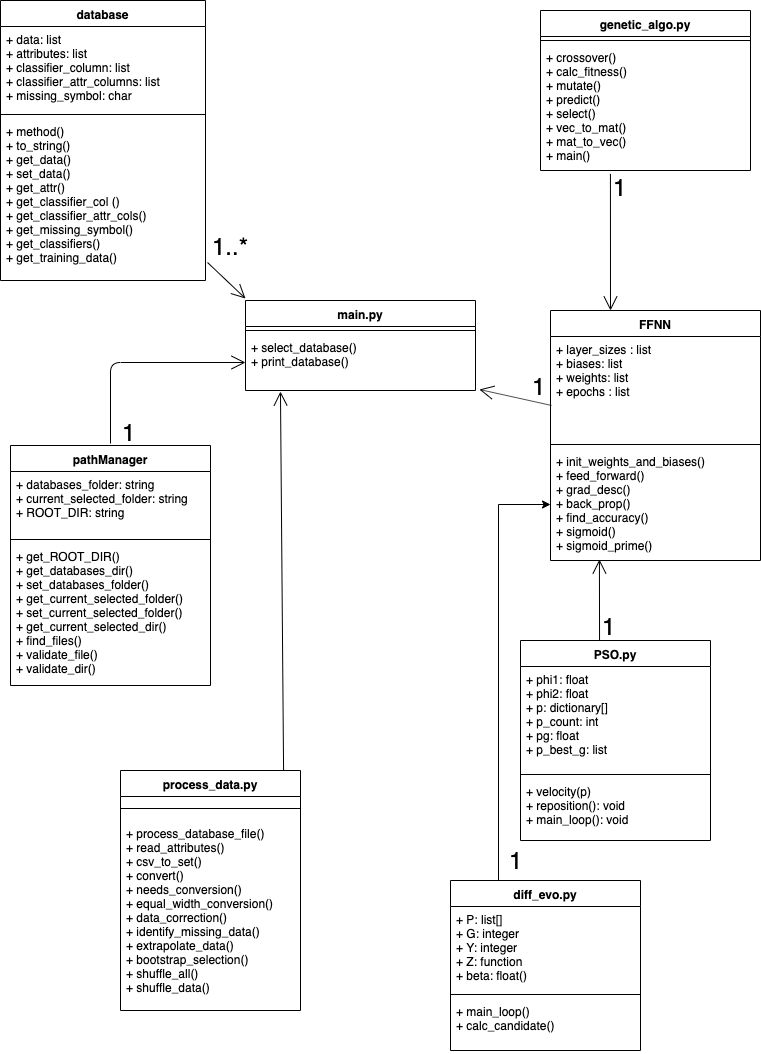 database
+ data: list
+ attributes: list
+ classifier_column: list
+ classifier_attr_columns: list
+ missing_symbol: char
+ method()
+ to_string()
+ get_data()
+ set_data()
+ get_attr()
+ get_classifier_col ()
+ get_classifier_attr_cols()
+ get_missing_symbol()
+ get_classifiers()
+ get_training_data()
genetic_algo.py
+ crossover()
+ calc_fitness()
+ mutate()
+ predict()
+ select()
+ vec_to_mat()
+ mat_to_vec()
+ main()
1
1..*
main.py
+ select_database()
+ print_database()
FFNN
+ layer_sizes : list
+ biases: list
+ weights: list
+ epochs : list
+ init_weights_and_biases()
+ feed_forward()
+ grad_desc()
+ back_prop()
+ find_accuracy()
+ sigmoid()
+ sigmoid_prime()
1
1
pathManager
+ databases_folder: string
+ current_selected_folder: string
+ ROOT_DIR: string
+ get_ROOT_DIR()
+ get_databases_dir()
+ set_databases_folder()
+ get_current_selected_folder()
+ set_current_selected_folder()
+ get_current_selected_dir()
+ find_files()
+ validate_file()
+ validate_dir()
1
PSO.py
+ phi1: float
+ phi2: float
+ p: dictionary[]
+ p_count: int
+ pg: float
+ p_best_g: list
+ velocity(p)
+ reposition(): void
+ main_loop(): void
process_data.py
+ process_database_file()
+ read_attributes()
+ csv_to_set()
+ convert()
+ needs_conversion()
+ equal_width_conversion()
+ data_correction()
+ identify_missing_data()
+ extrapolate_data()
+ bootstrap_selection()
+ shuffle_all()
+ shuffle_data()
1
diff_evo.py
+ P: list[]
+ G: integer
+ Y: integer
+ Z: function
+ beta: float()
+ main_loop()
+ calc_candidate()